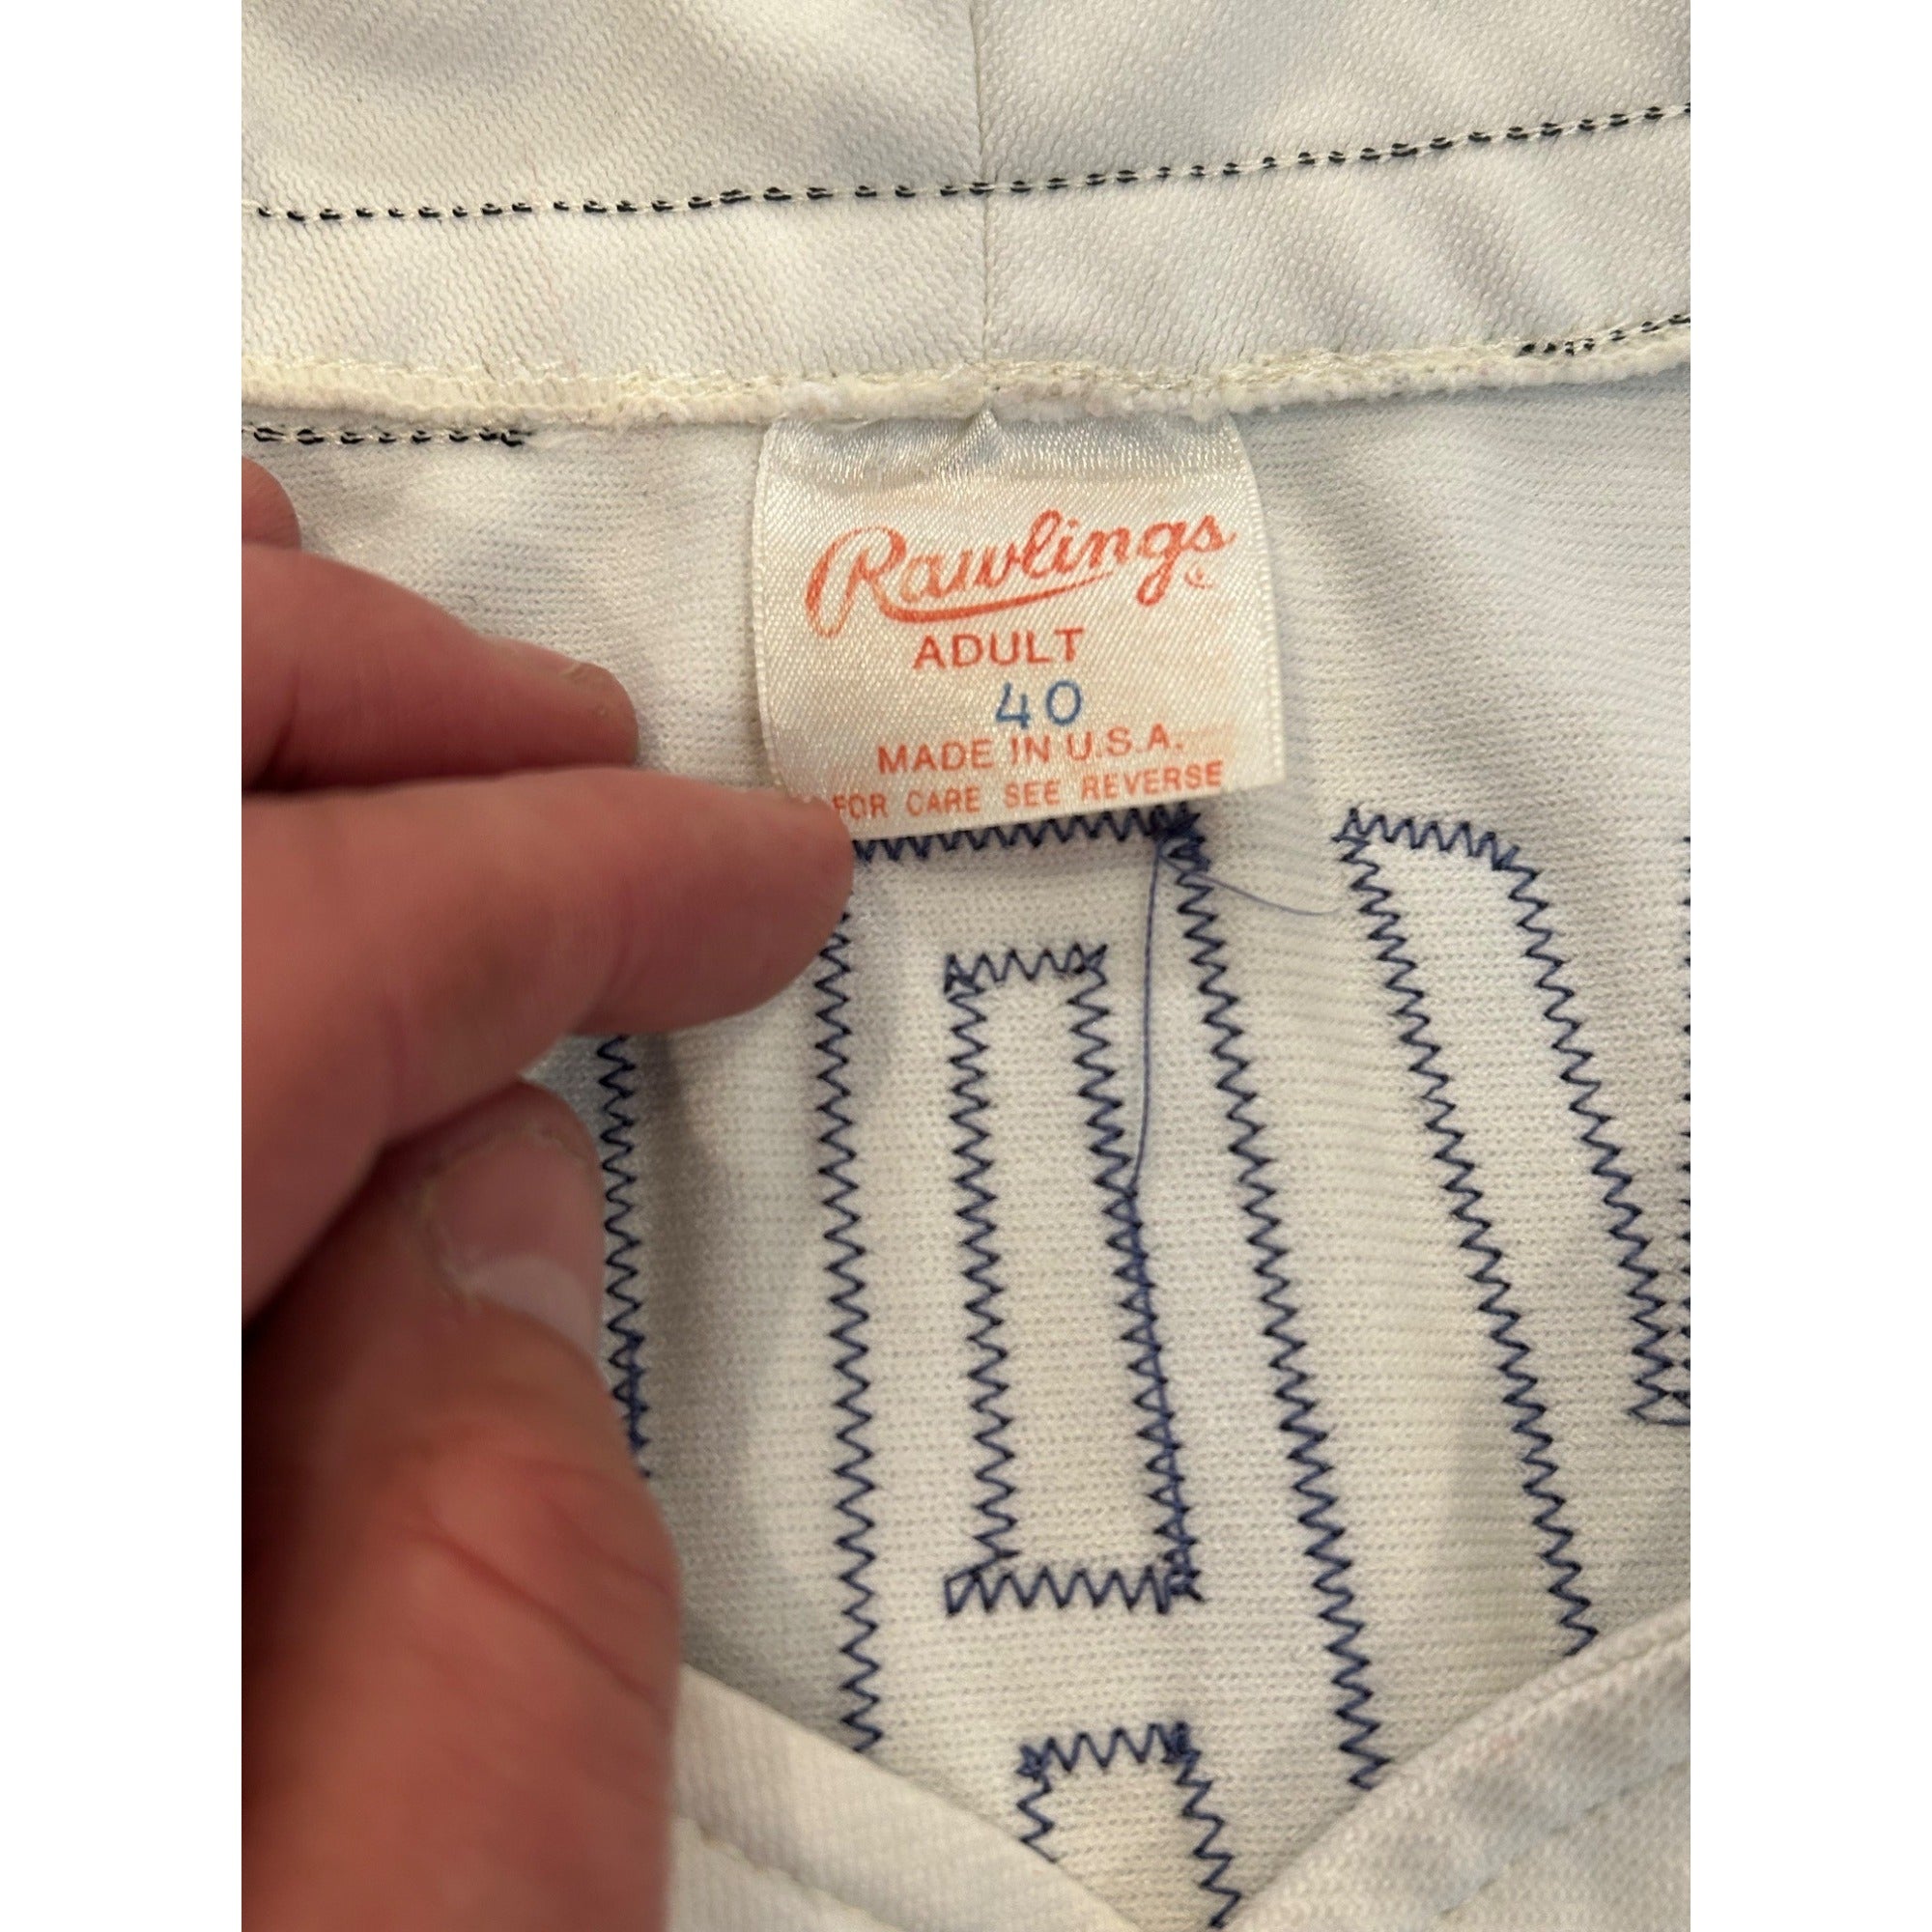 Rawlings
ADULT
40
MADE IN U.S.A.
FOR CARE SEE REVERSE